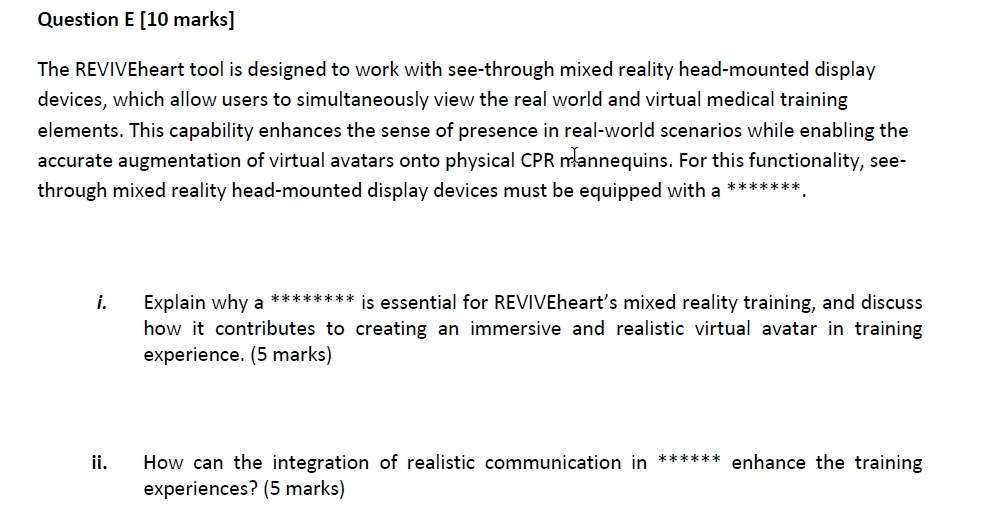 Question E [10 marks]
The REVIVEheart tool is designed to work with see-through mixed reality head-mounted display
devices, which allow users to simultaneously view the real world and virtual medical training
elements. This capability enhances the sense of presence in real-world scenarios while enabling the
accurate augmentation of virtual avatars onto physical CPR mannequins. For this functionality, see-
through mixed reality head-mounted display devices must be equipped with a *******.
i. Explain why a ******** is essential for REVIVEheart's mixed reality training, and discuss
how it contributes to creating an immersive and realistic virtual avatar in training
experience. (5 marks)
ii. How can the integration of realistic communication in ****** enhance the training
experiences? (5 marks)